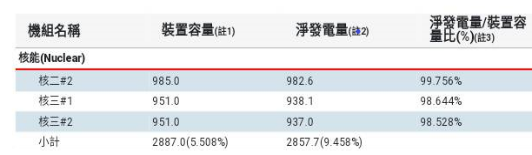 機組名稱 裝置容量(註1) 淨發電量(註2) 淨發電量/裝置容量比(%)(註3)
核能(Nuclear)
核二#2 985.0 982.6 99.756%
核三#1 951.0 938.1 98.644%
核三#2 951.0 937.0 98.528%
小計 2887.0(5.508%) 2857.7(9.458%)